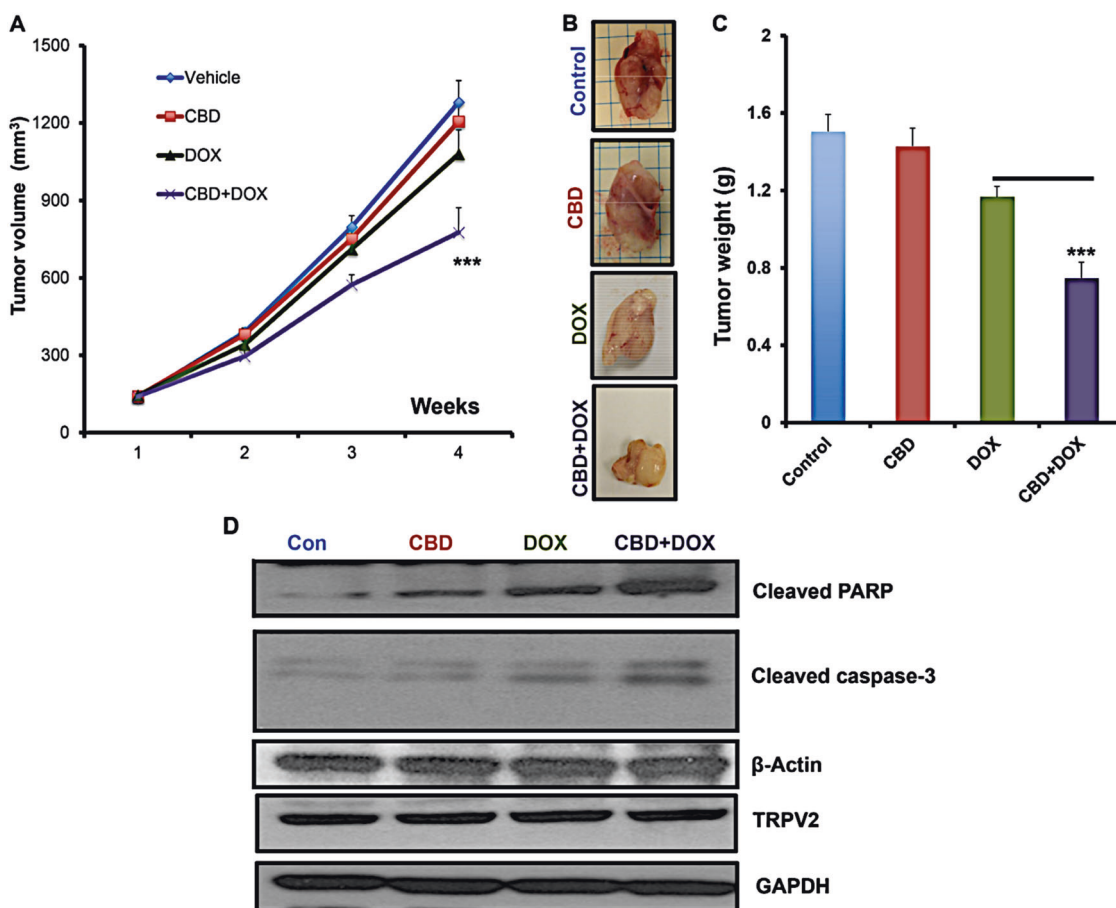 A
Tumor volume (mm³)
1500
1200
900
600
300
0
Vehicle
CBD
DOX
CBD+DOX
***
Weeks
1 2 3 4
B
Control
CBD
DOX
CBD+DOX
C
Tumor weight (g)
2
1.6
1.2
0.8
0.4
0
***
Control CBD DOX CBD+DOX
D
Con CBD DOX CBD+DOX
Cleaved PARP
Cleaved caspase-3
β-Actin
TRPV2
GAPDH